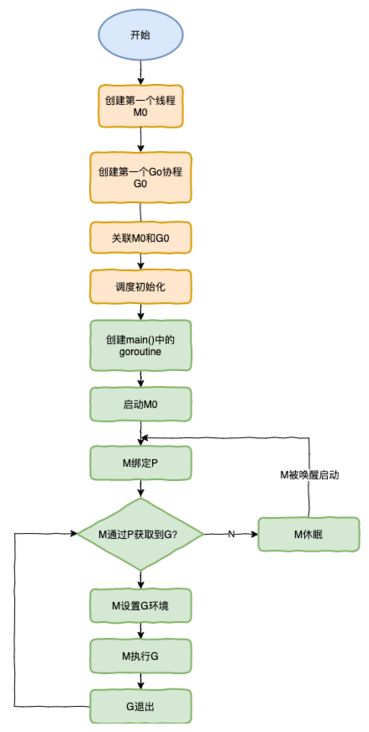 开始
创建第一个线程
M0
创建第一个Go协程
G0
关联M0和G0
调度初始化
创建main()中的
goroutine
启动M0
M绑定P
M被唤醒启动
M通过P获取到G?
N
M休眠
M设置G环境
M执行G
G退出